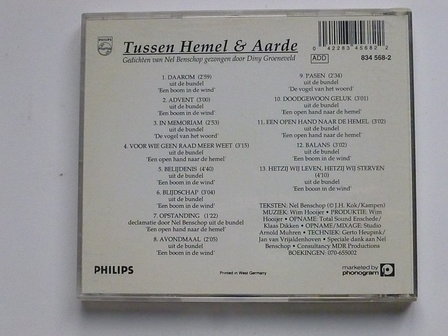 PHILIPS
Tussen Hemel & Aarde
Gedichten van Nel Benschop gezongen door Diny Groeneveld
0 42283 45682 2
ADD 834 568-2
1. DAAROM (2'59)
uit de bundel
'Een boom in de wind'
2. ADVENT (3'00)
uit de bundel
'Een boom in de wind'
3. IN MEMORIAM (2'53)
uit de bundel
'De vogel van het woord'
4. VOOR WIE GEEN RAAD MEER WEET (3'15)
uit de bundel
'Een open hand naar de hemel'
5. BELIJDENIS (4'40)
uit de bundel
'Een boom in de wind'
6. BLIJDSCHAP (3'04)
uit de bundel
'Een boom in de wind'
7. OPSTANDING (1'22)
declamatie door Nel Benschop uit de bundel
'Een open hand naar de hemel'
8. AVONDMAAL (2'05)
uit de bundel
'Een boom in de wind'
9. PASEN (2'34)
uit de bundel
'De vogel van het woord'
10. DOODGEWOON GELUK (3'01)
uit de bundel
'Een open hand naar de hemel'
11. EEN OPEN HAND NAAR DE HEMEL (3'02)
uit de bundel
'Een open hand naar de hemel'
12. BALANS (3'02)
uit de bundel
'Een boom in de wind'
13. HETZIJ WIJ LEVEN, HETZIJ WIJ STERVEN
(4'10)
uit de bundel
'Een boom in de wind'
TEKSTEN: Nel Benschop (© J.H. Kok/Kampen)
MUZIEK: Wim Hooijer • PRODUKTIE: Wim
Hooijer • OPNAME: Total Sound Enschede/
Klaas Dikken • OPNAME/MIXAGE: Studio
Arnold Muhren • TECHNIEK: Gerto Heupink/
Jan van Vrijaldenhoven • Speciale dank aan Nel
Benschop • Consultancy MDR Productions
BOEKINGEN: 070-655002
PHILIPS
Printed in West Germany
marketed by
phonogram